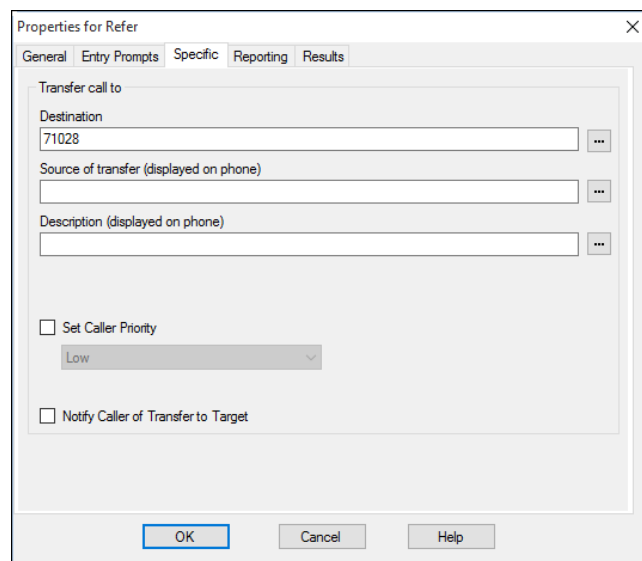 Properties for Refer
General Entry Prompts Specific Reporting Results
Transfer call to
Destination
71028
...
Source of transfer (displayed on phone)
...
Description (displayed on phone)
...
Set Caller Priority
Low
Notify Caller of Transfer to Target
OK Cancel Help